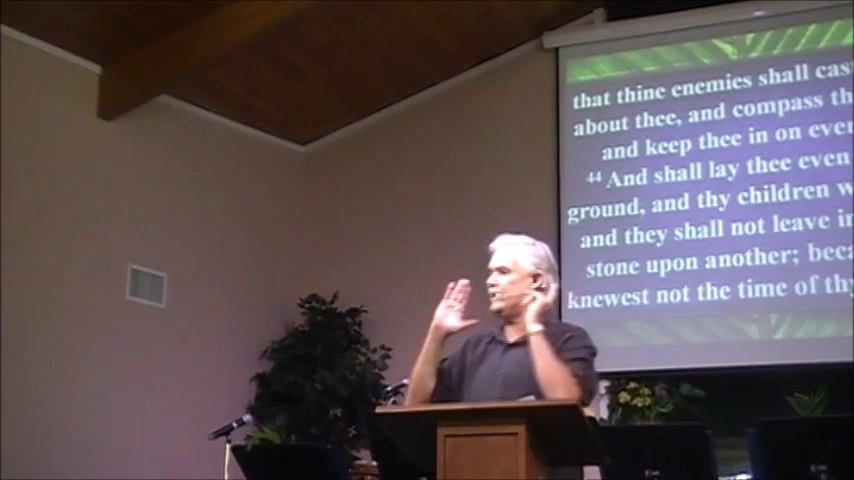 that thine enemies shall cast
about thee, and compass
and keep thee in on ever
44 And shall lay thee even
ground, and thy children
and they shall not leave in
stone upon another; beca
knewest not the time of thy